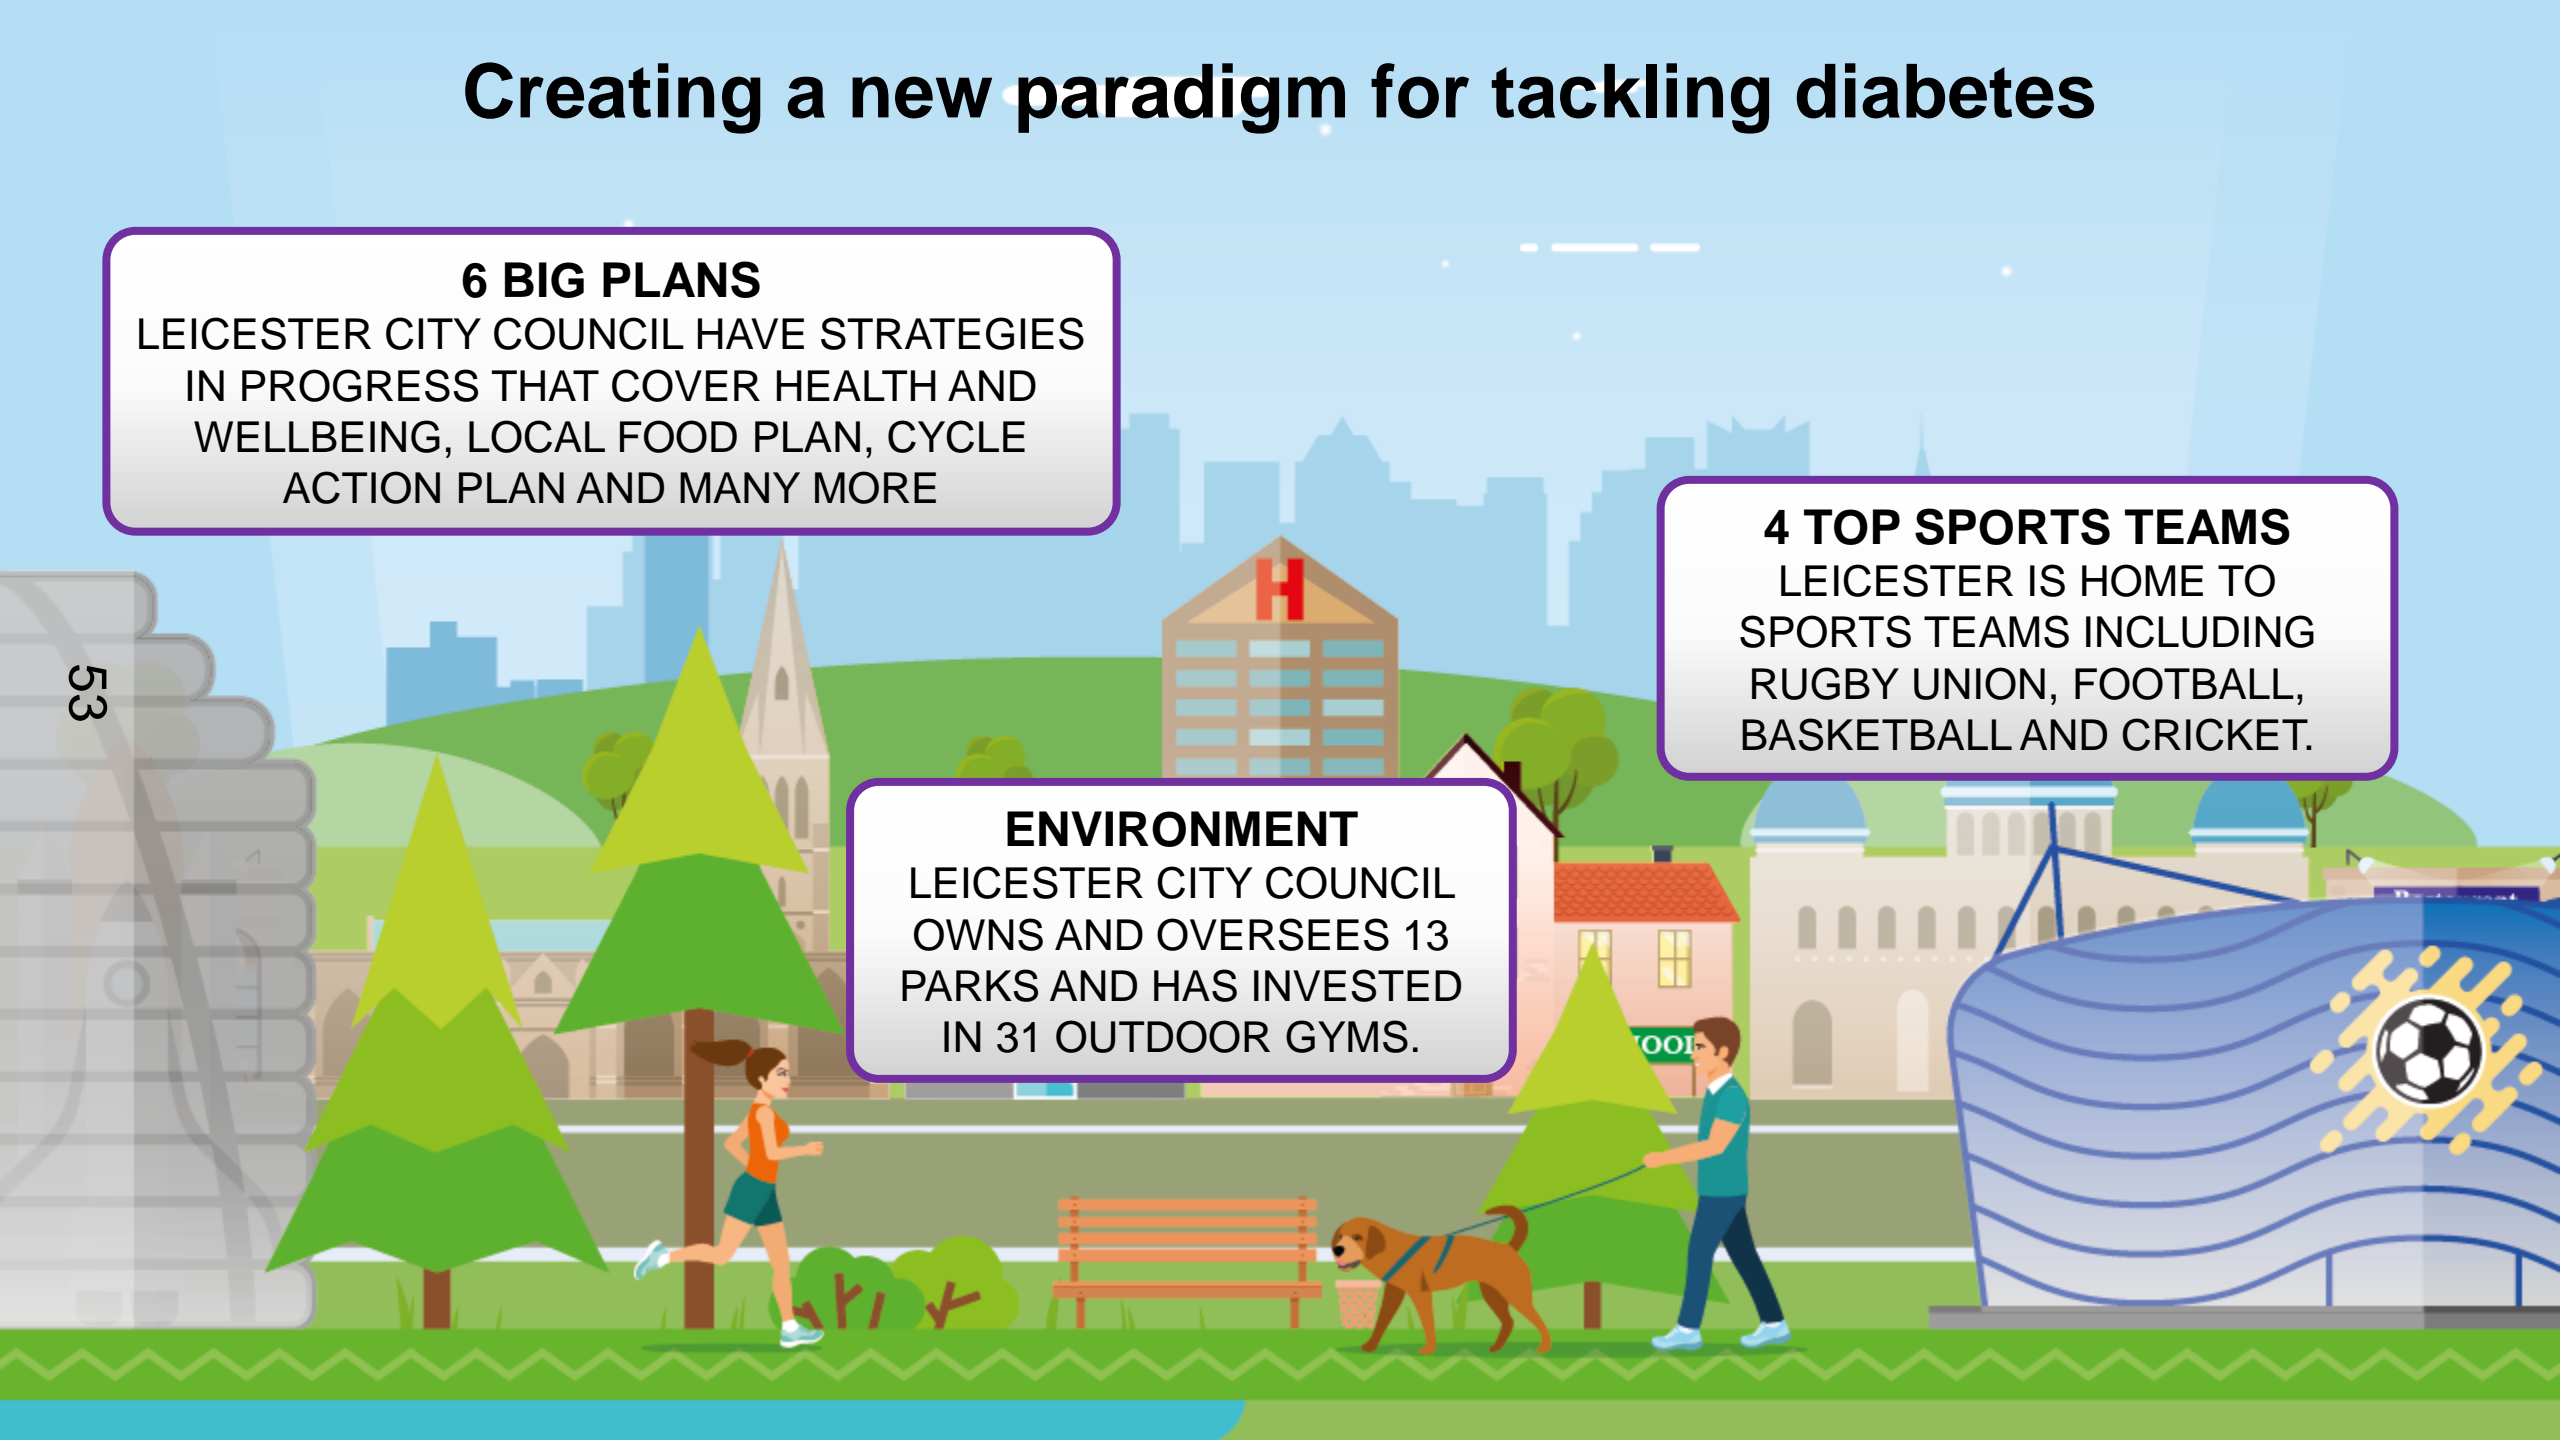 Creating a new paradigm for tackling diabetes
6 BIG PLANS
LEICESTER CITY COUNCIL HAVE STRATEGIES
IN PROGRESS THAT COVER HEALTH AND
WELLBEING, LOCAL FOOD PLAN, CYCLE
ACTION PLAN AND MANY MORE
4 TOP SPORTS TEAMS
LEICESTER IS HOME TO
SPORTS TEAMS INCLUDING
RUGBY UNION, FOOTBALL,
BASKETBALL AND CRICKET.
ENVIRONMENT
LEICESTER CITY COUNCIL
OWNS AND OVERSEES 13
PARKS AND HAS INVESTED
IN 31 OUTDOOR GYMS.
53
H